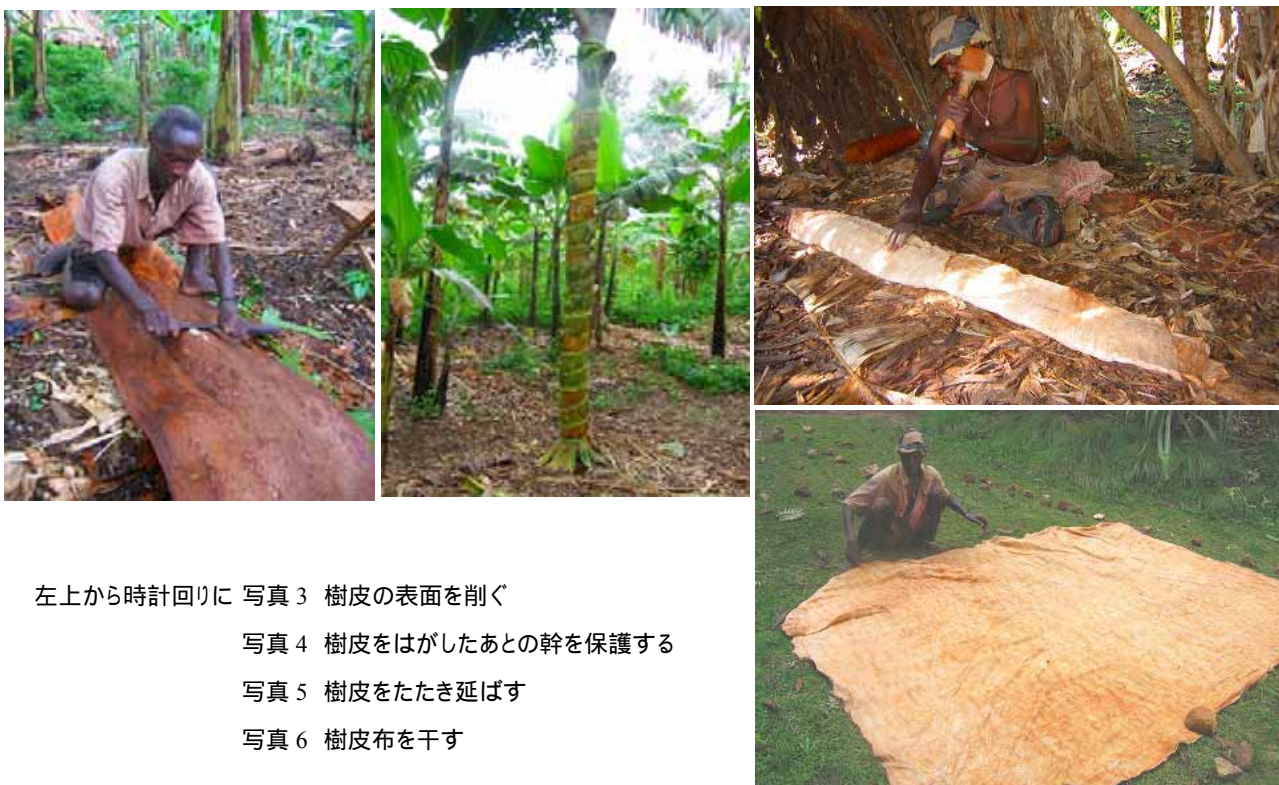 左上から時計回りに 写真 3 樹皮の表面を削ぐ
写真 4 樹皮をはがしたあとの幹を保護する
写真 5 樹皮をたたき延ばす
写真 6 樹皮布を干す